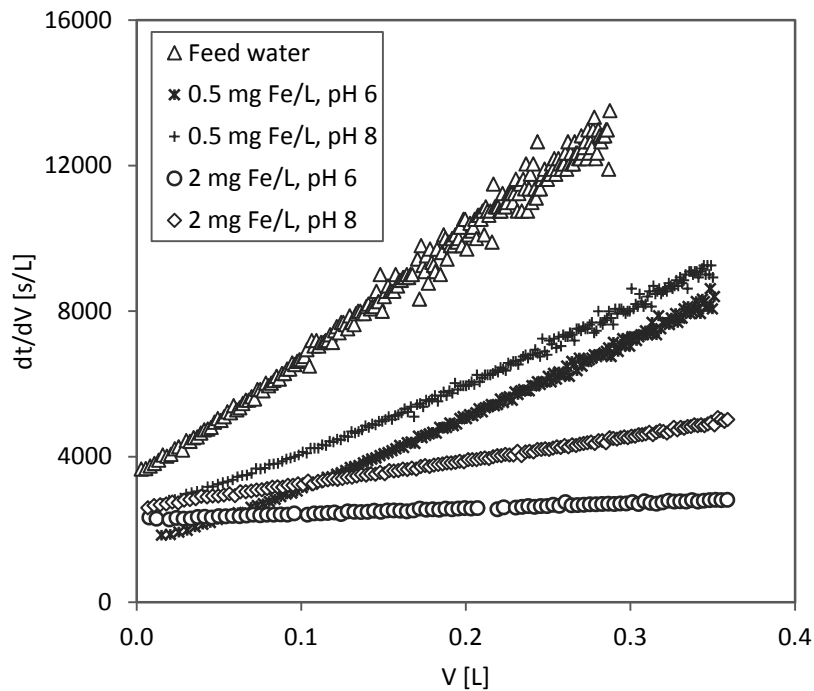 16000
12000
8000
4000
0
dt/dV [s/L]
Feed water
0.5 mg Fe/L, pH 6
0.5 mg Fe/L, pH 8
2 mg Fe/L, pH 6
2 mg Fe/L, pH 8
0.0 0.1 0.2 0.3 0.4
V [L]